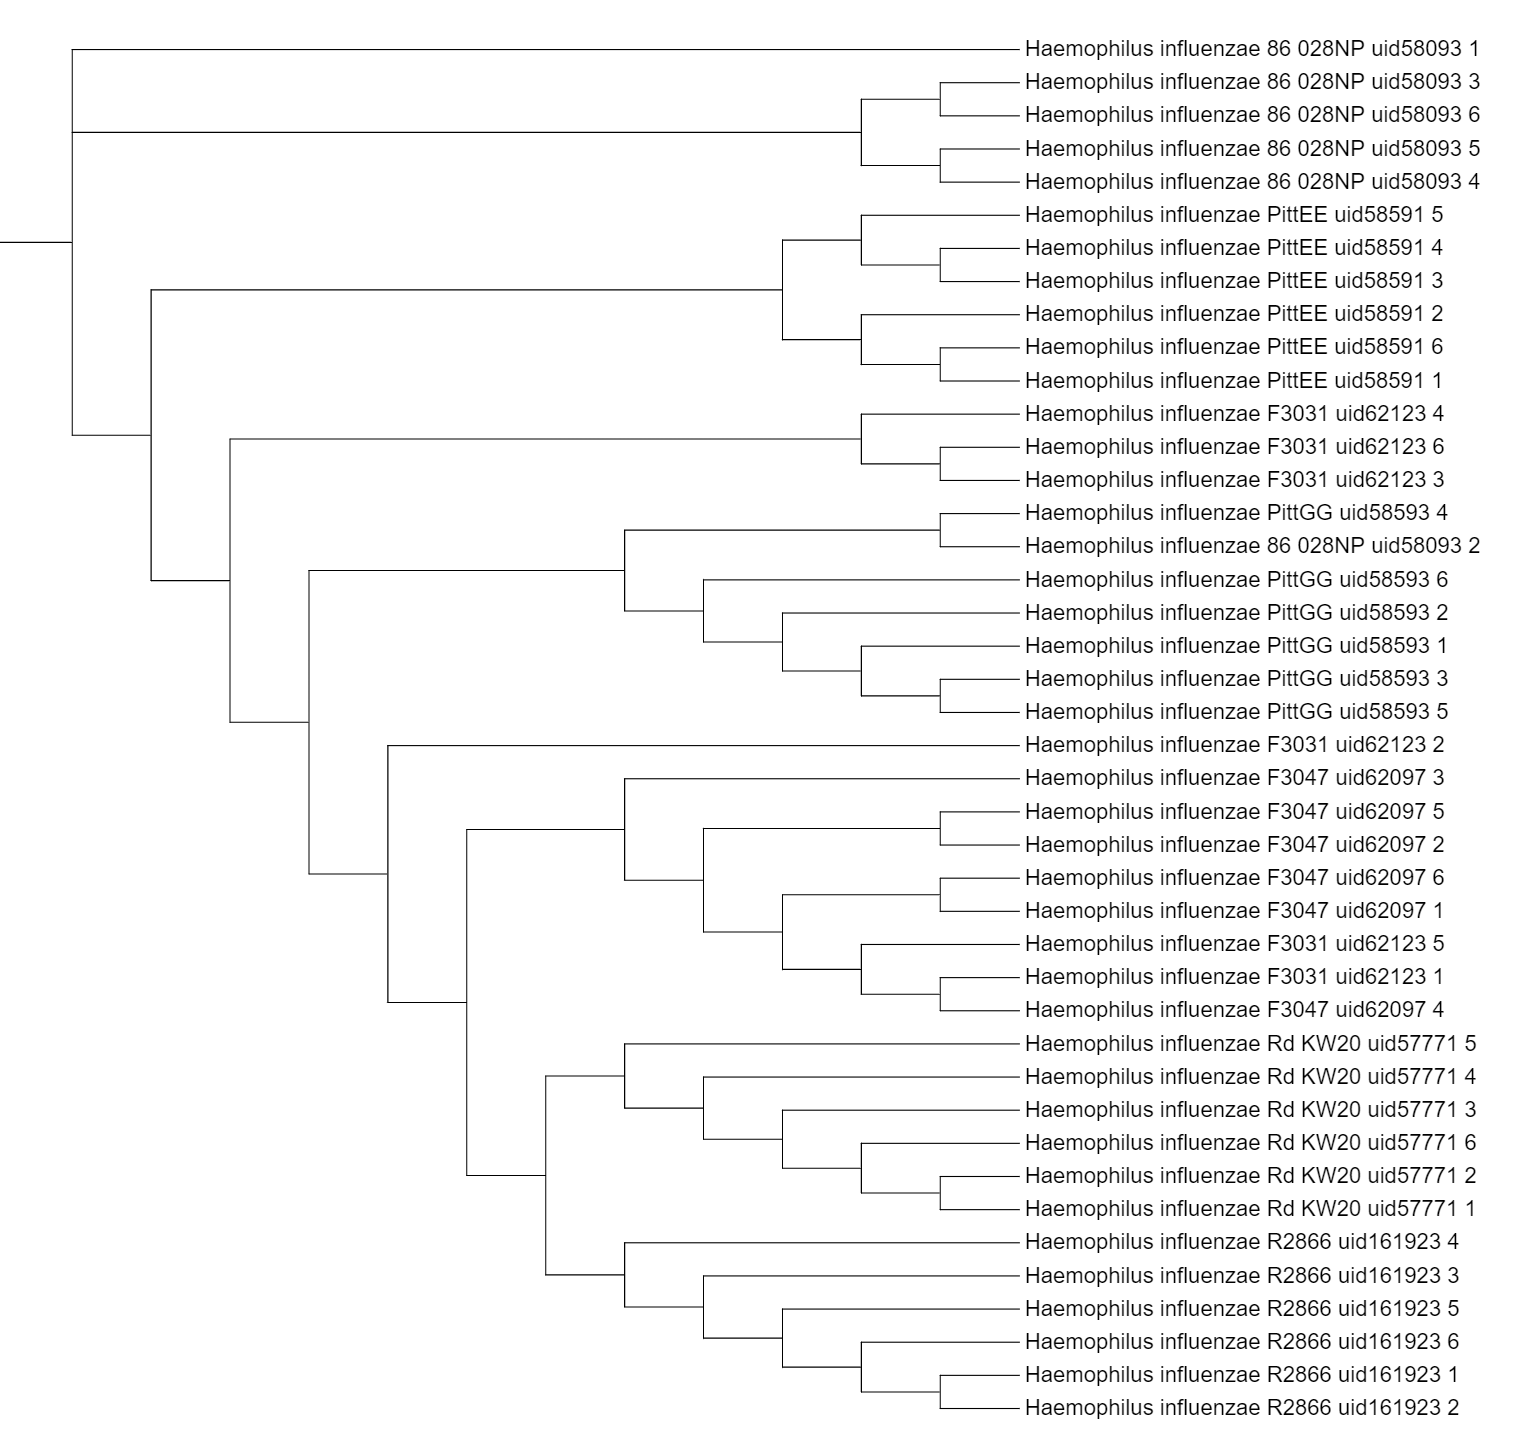 Haemophilus influenzae 86 028NP uid58093 1
Haemophilus influenzae 86 028NP uid58093 3
Haemophilus influenzae 86 028NP uid58093 6
Haemophilus influenzae 86 028NP uid58093 5
Haemophilus influenzae 86 028NP uid58093 4
Haemophilus influenzae PittEE uid58591 5
Haemophilus influenzae PittEE uid58591 4
Haemophilus influenzae PittEE uid58591 3
Haemophilus influenzae PittEE uid58591 2
Haemophilus influenzae PittEE uid58591 6
Haemophilus influenzae PittEE uid58591 1
Haemophilus influenzae F3031 uid62123 4
Haemophilus influenzae F3031 uid62123 6
Haemophilus influenzae F3031 uid62123 3
Haemophilus influenzae PittGG uid58593 4
Haemophilus influenzae 86 028NP uid58093 2
Haemophilus influenzae PittGG uid58593 6
Haemophilus influenzae PittGG uid58593 2
Haemophilus influenzae PittGG uid58593 1
Haemophilus influenzae PittGG uid58593 3
Haemophilus influenzae PittGG uid58593 5
Haemophilus influenzae F3031 uid62123 2
Haemophilus influenzae F3047 uid62097 3
Haemophilus influenzae F3047 uid62097 5
Haemophilus influenzae F3047 uid62097 2
Haemophilus influenzae F3047 uid62097 6
Haemophilus influenzae F3047 uid62097 1
Haemophilus influenzae F3031 uid62123 5
Haemophilus influenzae F3031 uid62123 1
Haemophilus influenzae F3047 uid62097 4
Haemophilus influenzae Rd KW20 uid57771 5
Haemophilus influenzae Rd KW20 uid57771 4
Haemophilus influenzae Rd KW20 uid57771 3
Haemophilus influenzae Rd KW20 uid57771 6
Haemophilus influenzae Rd KW20 uid57771 2
Haemophilus influenzae Rd KW20 uid57771 1
Haemophilus influenzae R2866 uid161923 4
Haemophilus influenzae R2866 uid161923 3
Haemophilus influenzae R2866 uid161923 5
Haemophilus influenzae R2866 uid161923 6
Haemophilus influenzae R2866 uid161923 1
Haemophilus influenzae R2866 uid161923 2